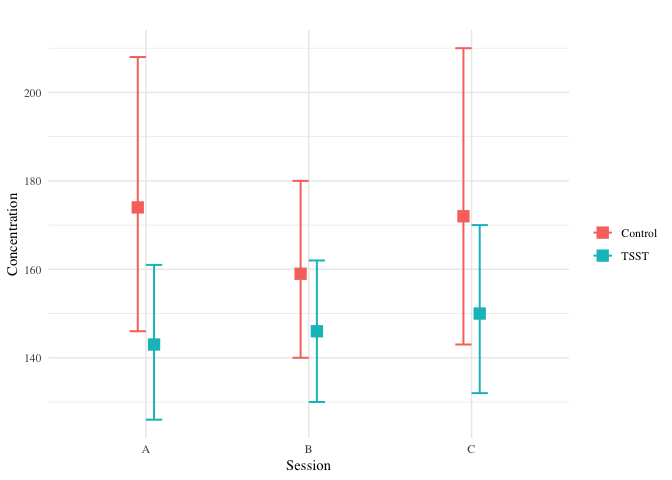 200
180
160
140
Concentration
A
B
C
Session
Control
TSST